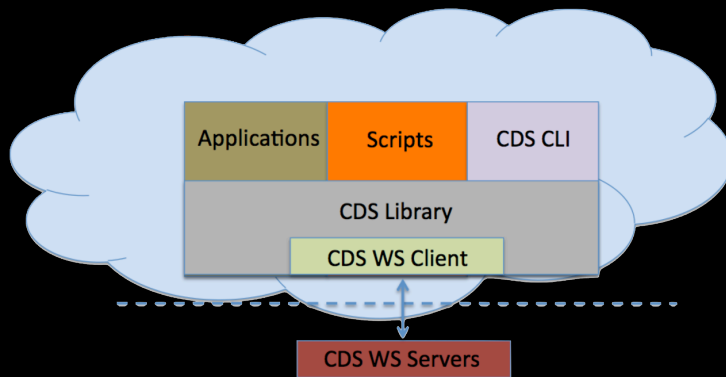 Applications
Scripts
CDS CLI
CDS Library
CDS WS Client
CDS WS Servers